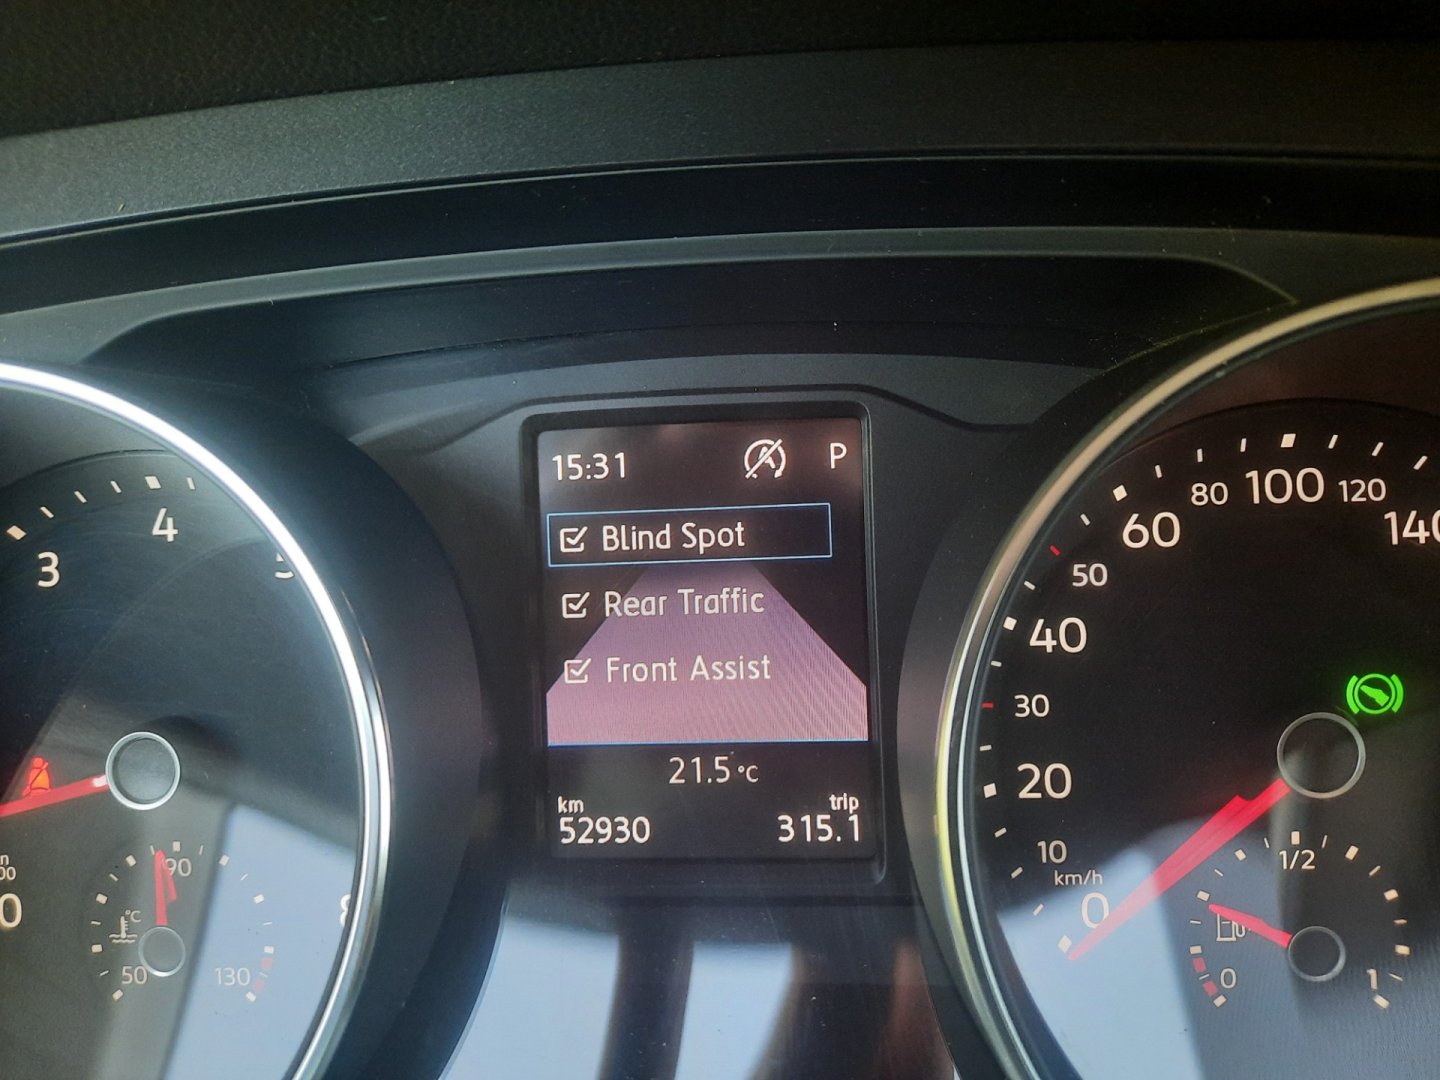 15:31 P
Blind Spot
Rear Traffic
Front Assist
21.5 °C
km trip
52930 315.1
3
4
50
90
130
°C
0
10
20
30
40
50
60
80
100
120
km/h
0
1/2
1